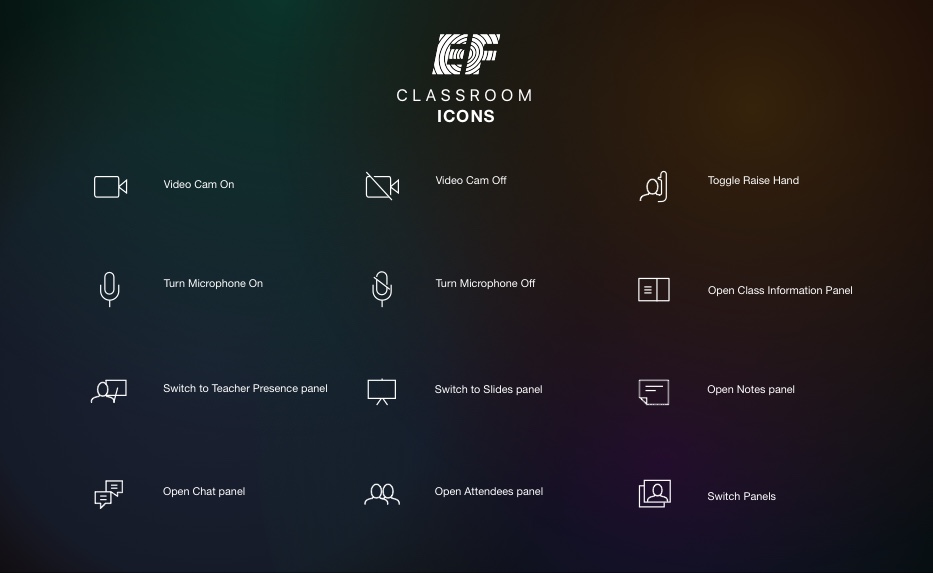 EF
CLASSROOM
ICONS
Video Cam On
Video Cam Off
Toggle Raise Hand
Turn Microphone On
Turn Microphone Off
Open Class Information Panel
Switch to Teacher Presence panel
Switch to Slides panel
Open Notes panel
Open Chat panel
Open Attendees panel
Switch Panels